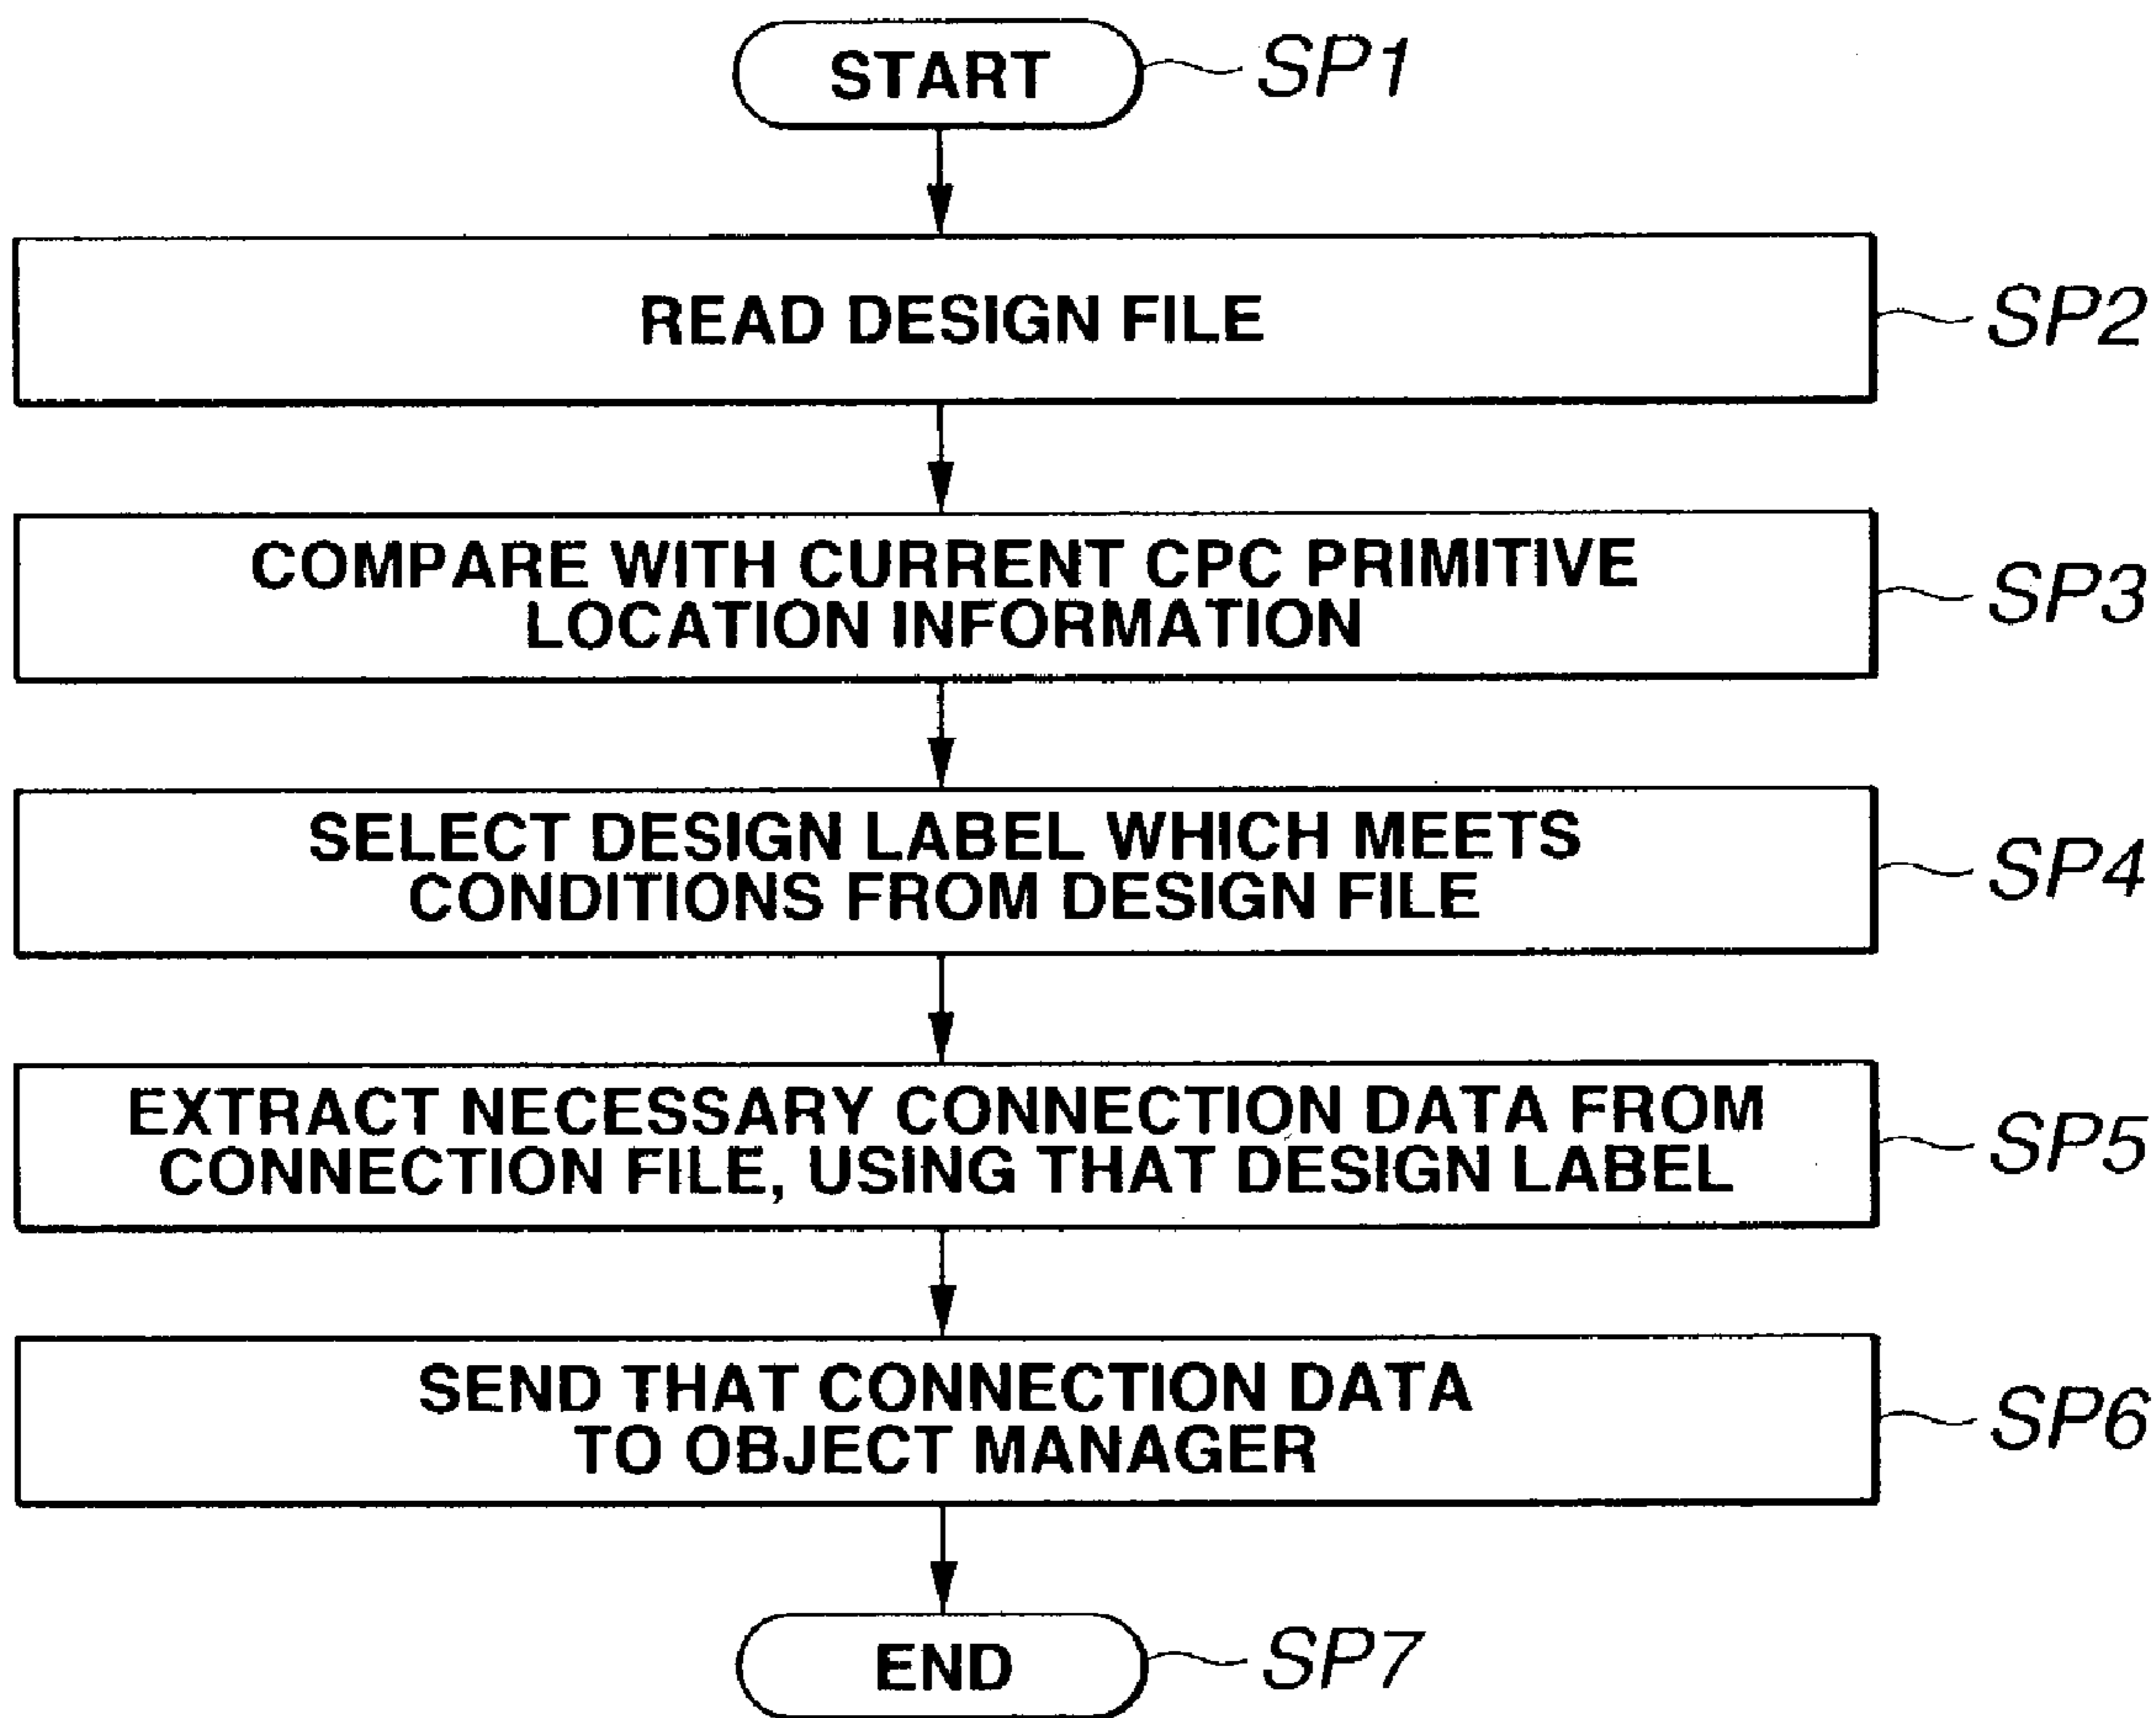 START SP1
READ DESIGN FILE SP2
COMPARE WITH CURRENT CPC PRIMITIVE
LOCATION INFORMATION
SP3
SELECT DESIGN LABEL WHICH MEETS
CONDITIONS FROM DESIGN FILE
SP4
EXTRACT NECESSARY CONNECTION DATA FROM
CONNECTION FILE, USING THAT DESIGN LABEL
SP5
SEND THAT CONNECTION DATA
TO OBJECT MANAGER
SP6
END SP7